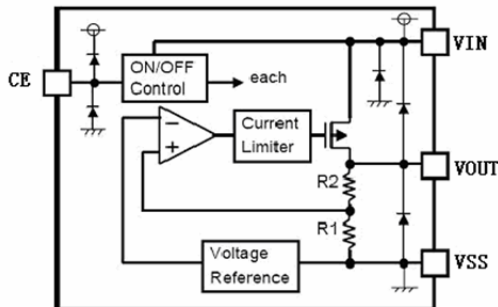 VIN
CE
ON/OFF
Control
each
−
+
Current
Limiter
VOUT
R2
R1
Voltage
Reference
VSS